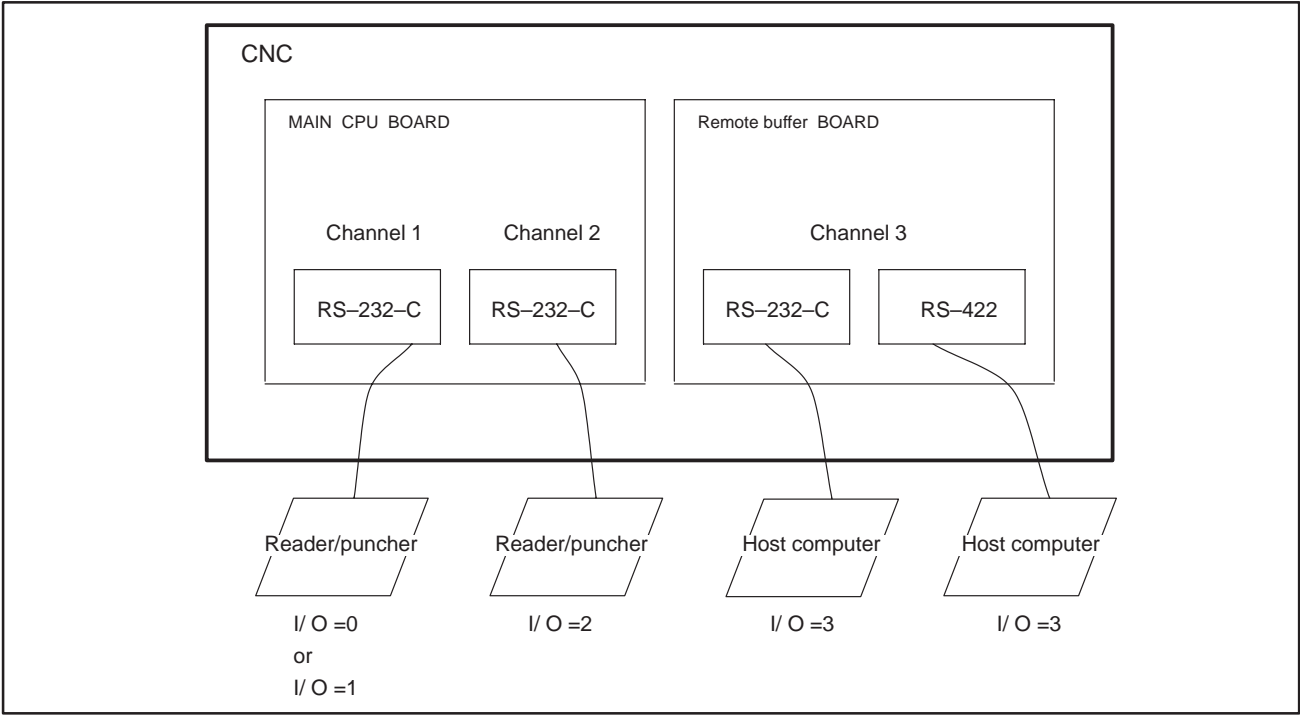 CNC
MAIN CPU BOARD
Remote buffer BOARD
Channel 1
Channel 2
Channel 3
RS–232–C
RS–232–C
RS–232–C
RS–422
Reader/puncher
Reader/puncher
Host computer
Host computer
I/ O =0
or
I/ O =1
I/ O =2
I/ O =3
I/ O =3